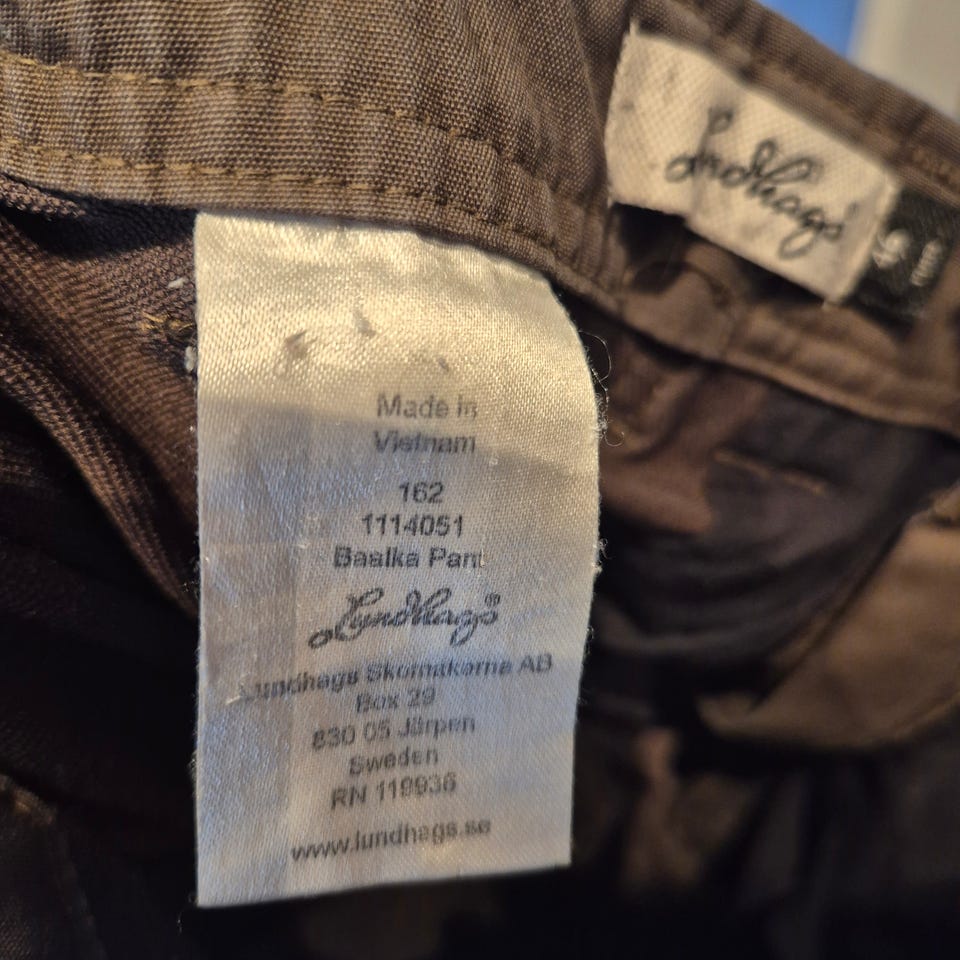 Lundhags
Made in
Vietnam
162
1114051
Baalka Pant
Lundhags®
Lundhags Skomakarna AB
Box 29
830 05 Järpen
Sweden
RN 119936
www.lundhags.se